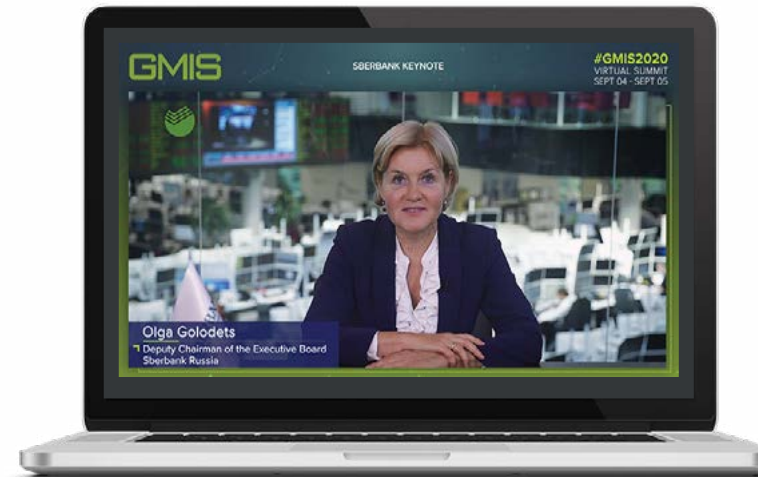 GMIS
SBERBANK KEYNOTE
#GMIS2020
VIRTUAL SUMMIT
SEPT 04 - SEPT 05
Olga Golodets
Deputy Chairman of the Executive Board
Sberbank Russia